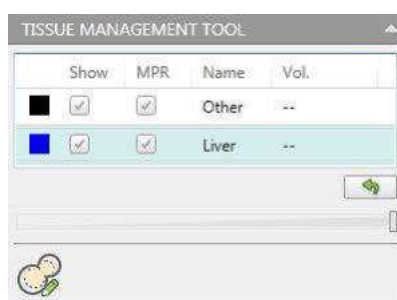 TISSUE MANAGEMENT TOOL
Show MPR Name Vol.
Other --
Liver --